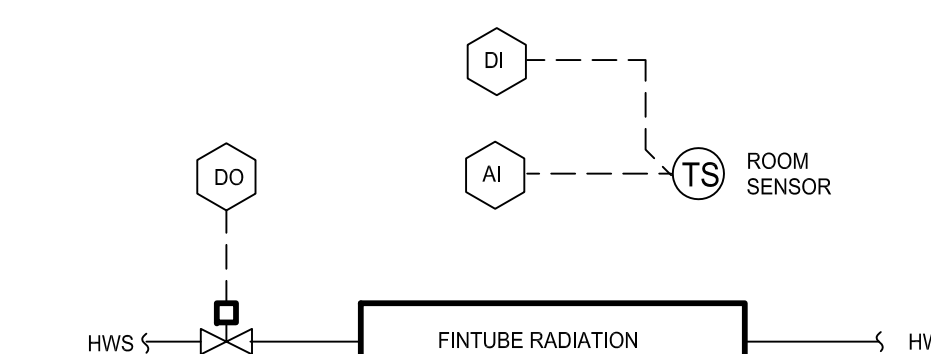 DI
DO
AI
TS
ROOM
SENSOR
HWS
FINTUBE RADIATION